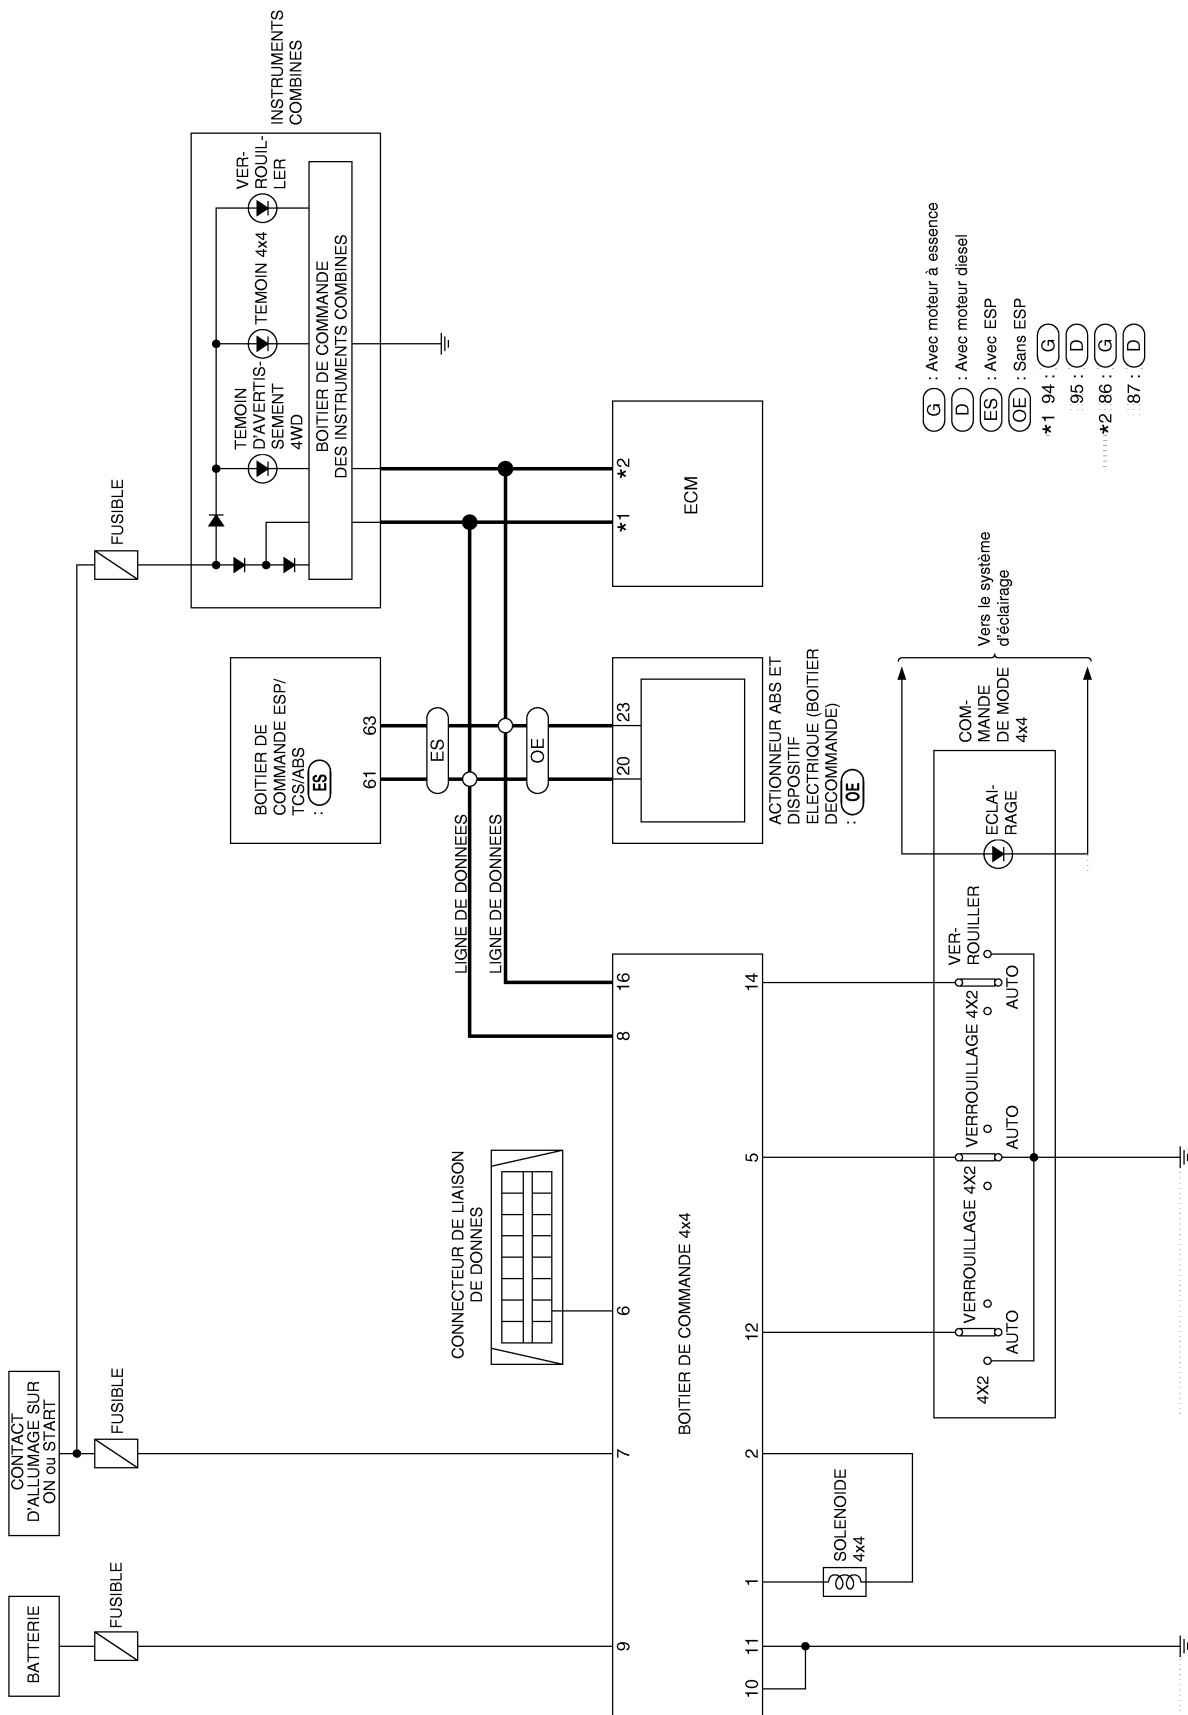 BATTERIE
FUSIBLE
CONTACT
D'ALLUMAGE SUR
ON ou START
FUSIBLE
FUSIBLE
INSTRUMENTS
COMBINES
TEMOIN
D'AVERTIS-
SEMENT
4WD
TEMOIN 4x4
VER-
ROUIL-
LER
BOITIER DE COMMANDE
DES INSTRUMENTS COMBINES
BOITIER DE
COMMANDE ESP/
TCS/ABS
: ES
61
63
ES
OE
LIGNE DE DONNEES
LIGNE DE DONNEES
CONNECTEUR DE LIAISON
DE DONNES
9
7
6
8
16
20
23
*1
*2
BOITIER DE COMMANDE 4x4
ECM
10
11
1
2
12
5
14
ACTIONNEUR ABS ET
DISPOSITIF
ELECTRIQUE (BOITIER
DECOMMANDE)
: OE
SOLENOIDE
4x4
4X2
AUTO
VERROUILLAGE 4X2
AUTO
VERROUILLAGE 4X2
AUTO
VER-
ROUILLER
ECLAI-
RAGE
COM-
MANDE
DE MODE
4x4
Vers le système
d'éclairage
G : Avec moteur à essence
D : Avec moteur diesel
ES : Avec ESP
OE : Sans ESP
*1 94 : G
95 : D
*2 86 : G
87 : D